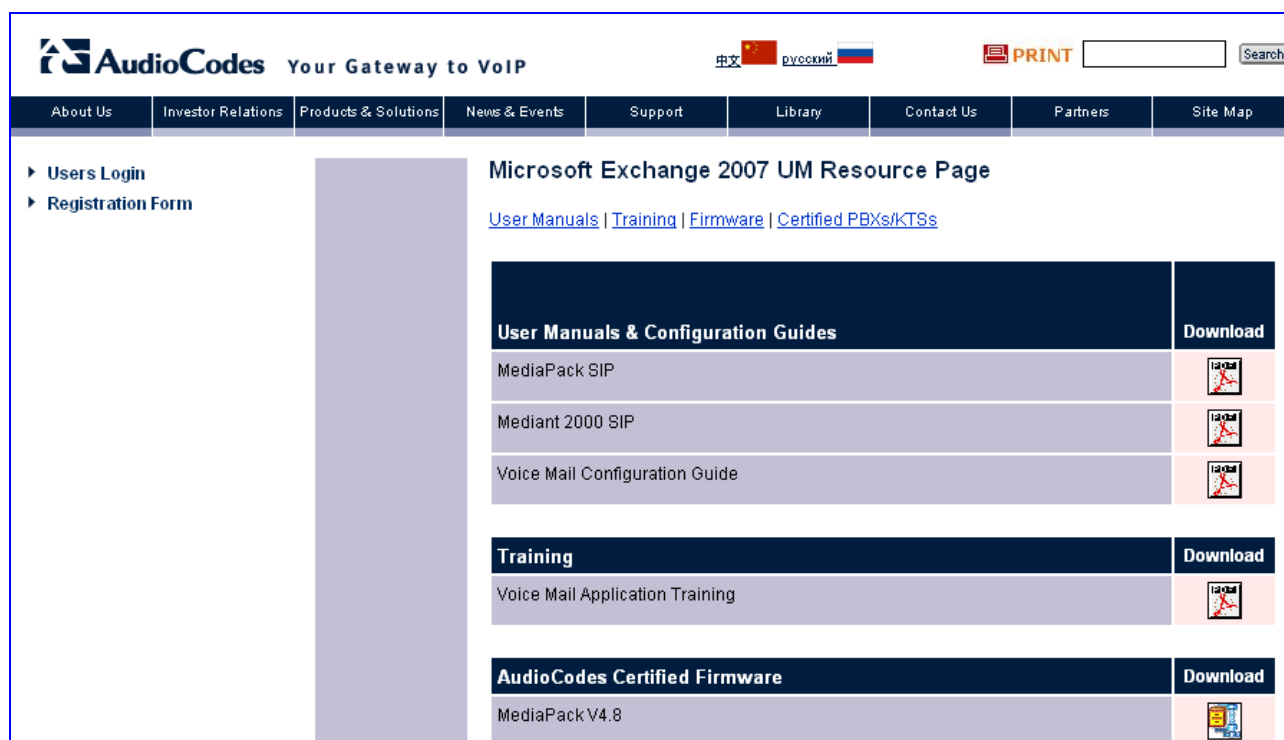 AudioCodes Your Gateway to VoIP
中文 русский PRINT Search
About Us Investor Relations Products & Solutions News & Events Support Library Contact Us Partners Site Map
Users Login
Registration Form
Microsoft Exchange 2007 UM Resource Page
User Manuals | Training | Firmware | Certified PBXs/KTSs
User Manuals & Configuration Guides Download
MediaPack SIP
Mediant 2000 SIP
Voice Mail Configuration Guide
Training Download
Voice Mail Application Training
AudioCodes Certified Firmware Download
MediaPack V4.8